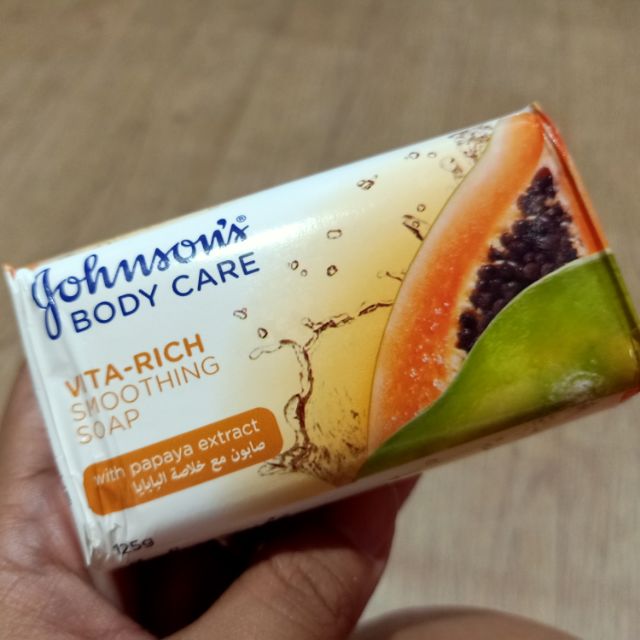 Johnson's®
BODY CARE
VITA-RICH
SMOOTHING
SOAP
with papaya extract
صابون مع خلاصة البابايا
125g